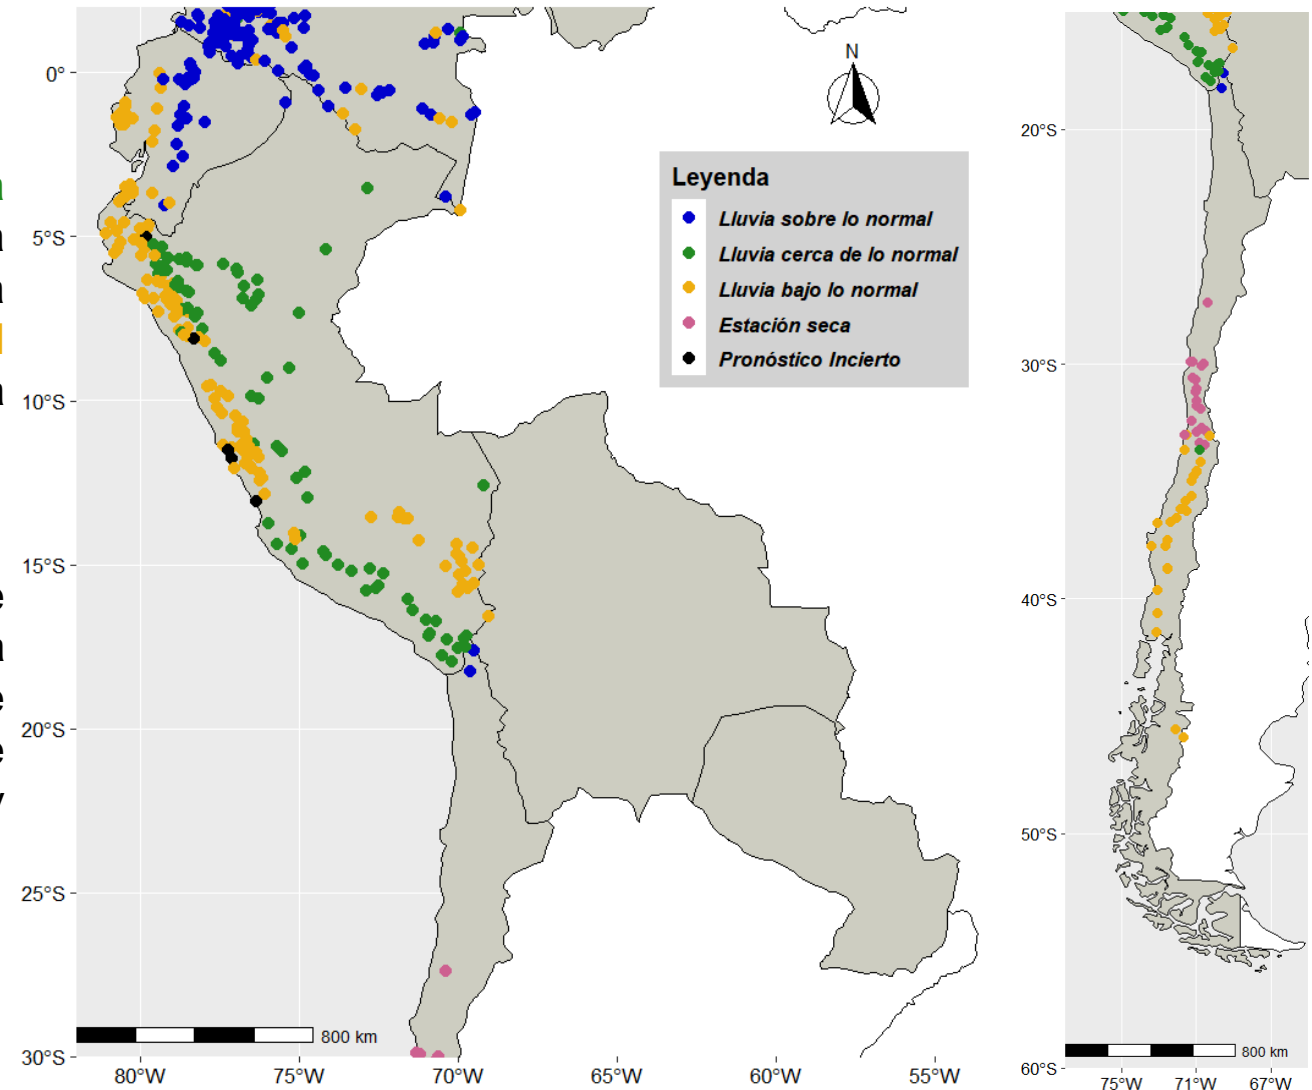 N
Leyenda
Lluvia sobre lo normal
Lluvia cerca de lo normal
Lluvia bajo lo normal
Estación seca
Pronóstico Incierto
0°
5°S
10°S
15°S
20°S
25°S
30°S
800 km
80°W
75°W
70°W
65°W
60°W
55°W
20°S
30°S
40°S
50°S
60°S
800 km
75°W
71°W
67°W